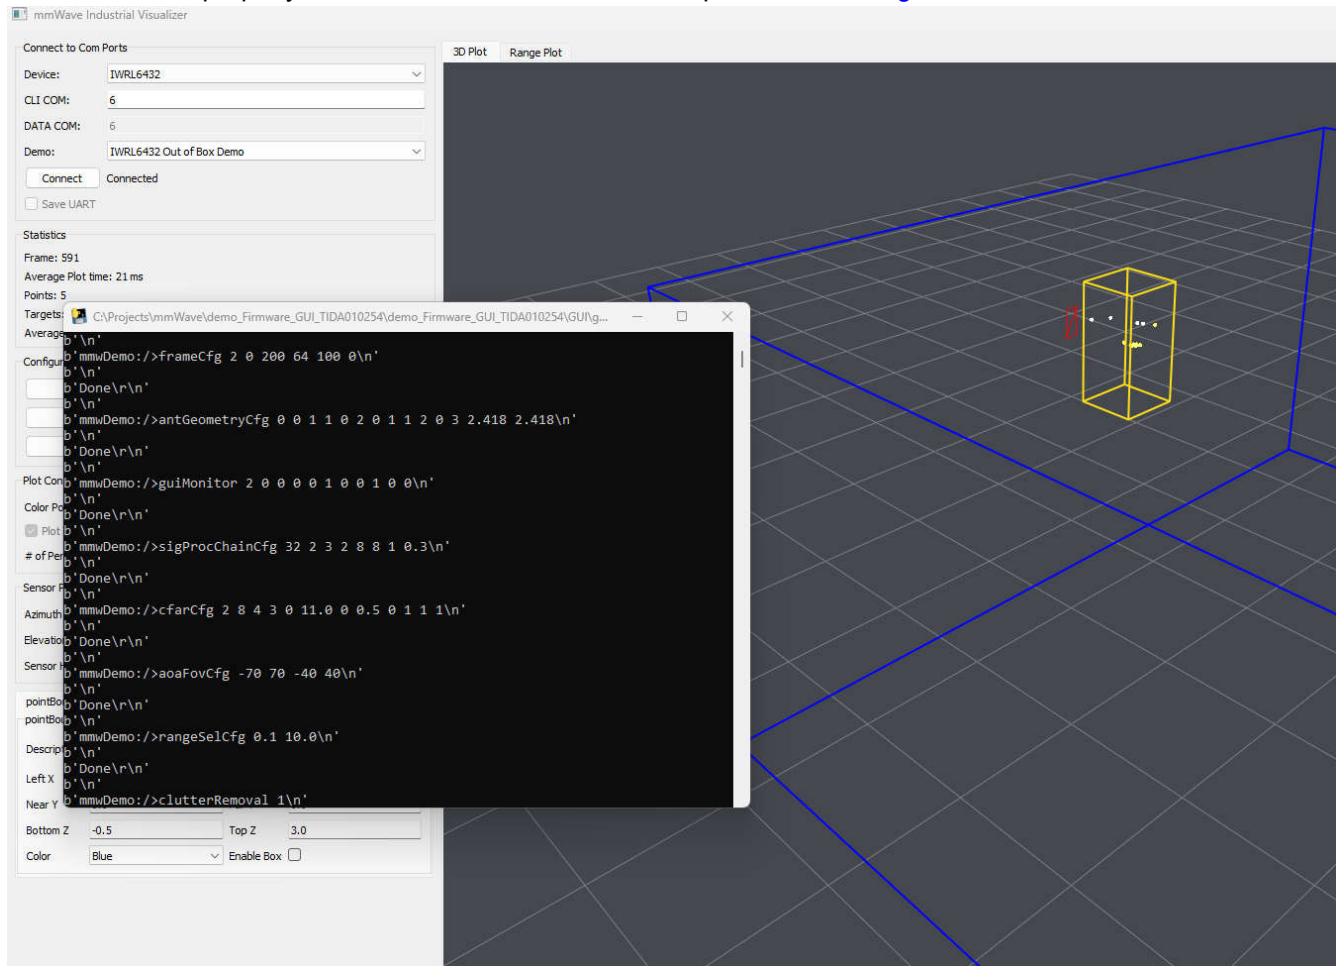 mmWave Industrial Visualizer
Connect to Com Ports
Device: IWRL6432
CLI COM: 6
DATA COM: 6
Demo: IWRL6432 Out of Box Demo
Connect Connected
Save UART
Statistics
Frame: 591
Average Plot time: 21 ms
Points: 5
Targets:
Average
3D Plot Range Plot
C:\Projects\mmWave\demo_Firmware_GUI_TIDA010254\demo_Firmware_GUI_TIDA010254\GUI\g...
b'\n'
b'mmwDemo:/>frameCfg 2 0 200 64 100 0\n'
b'\n'
b'Done\r\n'
b'\n'
b'mmwDemo:/>antGeometryCfg 0 0 1 1 0 2 0 1 1 2 0 3 2.418 2.418\n'
b'\n'
b'Done\r\n'
b'\n'
b'mmwDemo:/>guiMonitor 2 0 0 0 0 1 0 0 1 0 0\n'
b'\n'
b'Done\r\n'
b'\n'
b'mmwDemo:/>sigProcChainCfg 32 2 3 2 8 8 1 0.3\n'
b'\n'
b'Done\r\n'
b'\n'
b'mmwDemo:/>cfarCfg 2 8 4 3 0 11.0 0 0.5 0 1 1 1\n'
b'\n'
b'Done\r\n'
b'\n'
b'mmwDemo:/>aoaFovCfg -70 70 -40 40\n'
b'\n'
b'Done\r\n'
b'\n'
b'mmwDemo:/>rangeSelCfg 0.1 10.0\n'
b'\n'
b'Done\r\n'
b'\n'
b'mmwDemo:/>clutterRemoval 1\n'
Plot
# of
Sensor
Azimuth
Left X
Near Y
Bottom Z -0.5 Top Z 3.0
Color Blue Enable Box